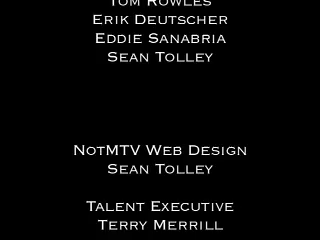 Tom Rowles
Erik Deutscher
Eddie Sanabria
Sean Tolley
NotMTV Web Design
Sean Tolley
Talent Executive
Terry Merrill